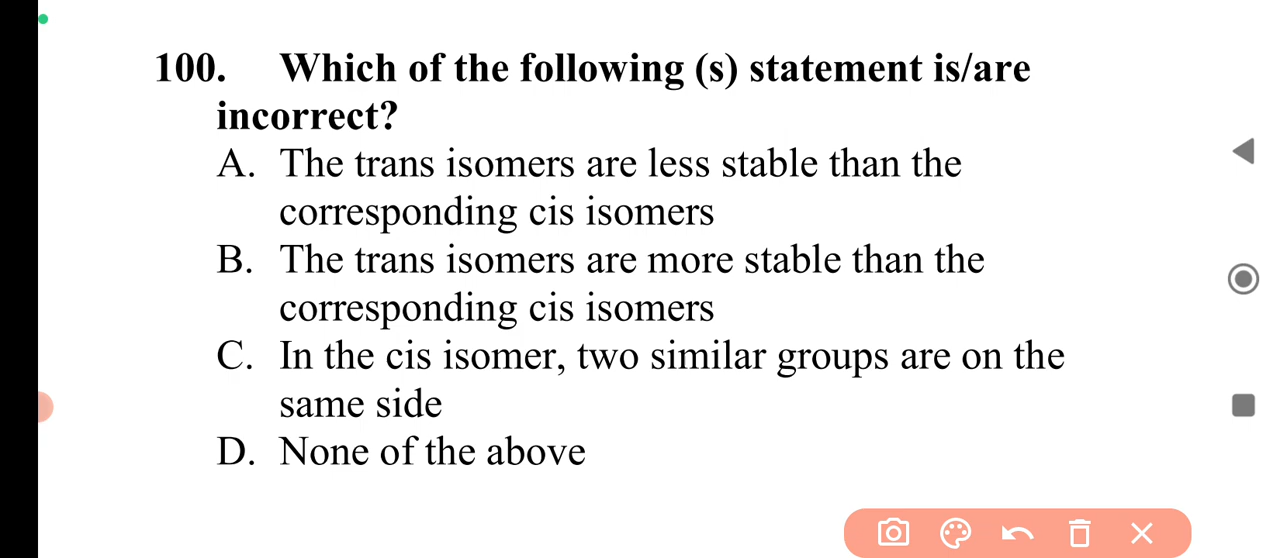 100. Which of the following (s) statement is/are
incorrect?
A. The trans isomers are less stable than the
corresponding cis isomers
B. The trans isomers are more stable than the
corresponding cis isomers
C. In the cis isomer, two similar groups are on the
same side
D. None of the above